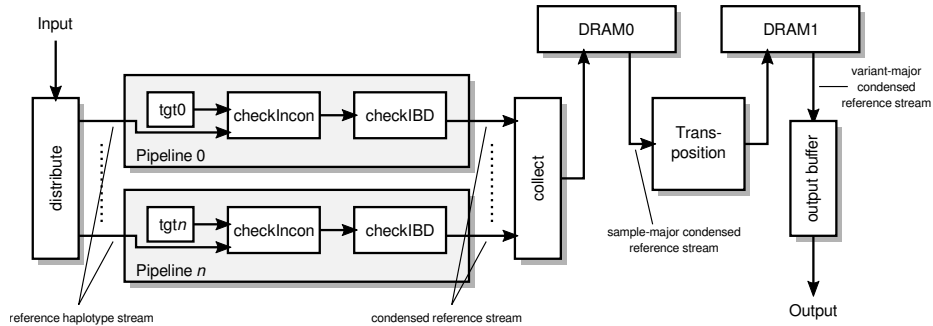 Input
distribute
tgt0
checkIncon
checkIBD
Pipeline 0
tgtn
checkIncon
checkIBD
Pipeline n
reference haplotype stream
condensed reference stream
collect
DRAM0
Trans-
position
sample-major condensed
reference stream
DRAM1
variant-major
condensed
reference stream
output buffer
Output